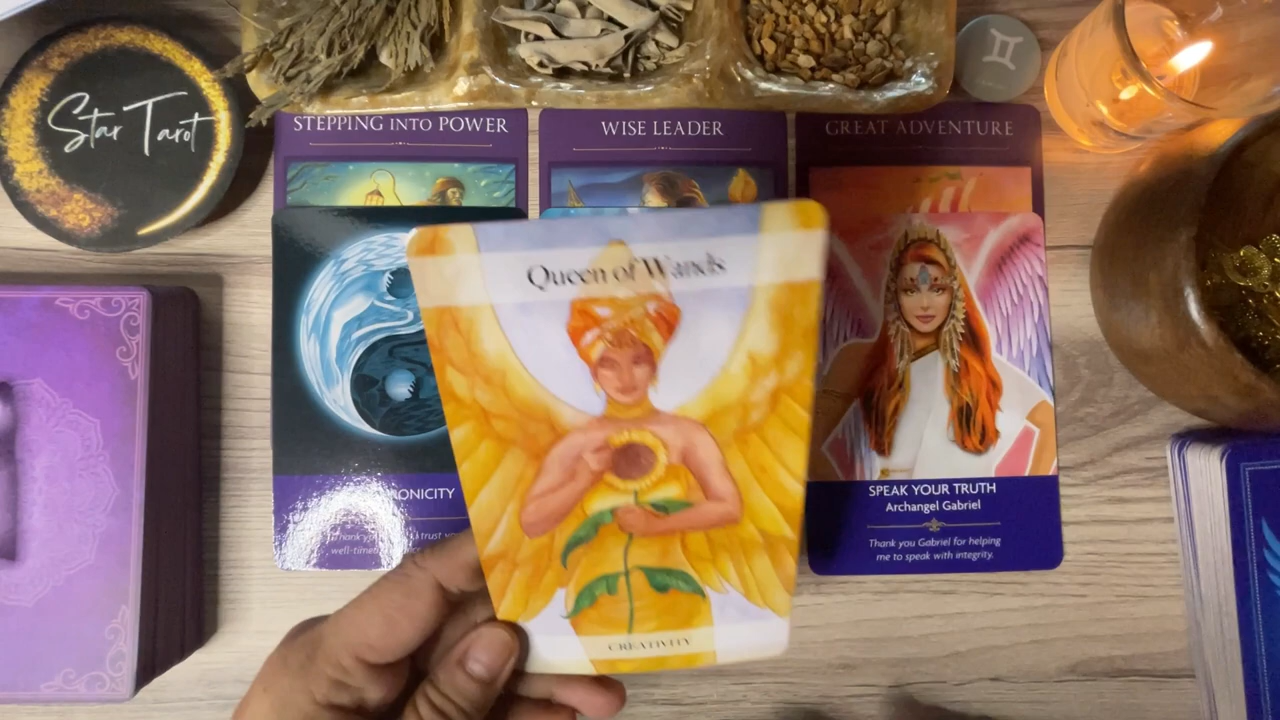 Star Tarot
STEPPING INTO POWER
WISE LEADER
GREAT ADVENTURE
Queen of Wands
CREATIVITY
SPEAK YOUR TRUTH
Archangel Gabriel
Thank you Gabriel for helping
me to speak with integrity.